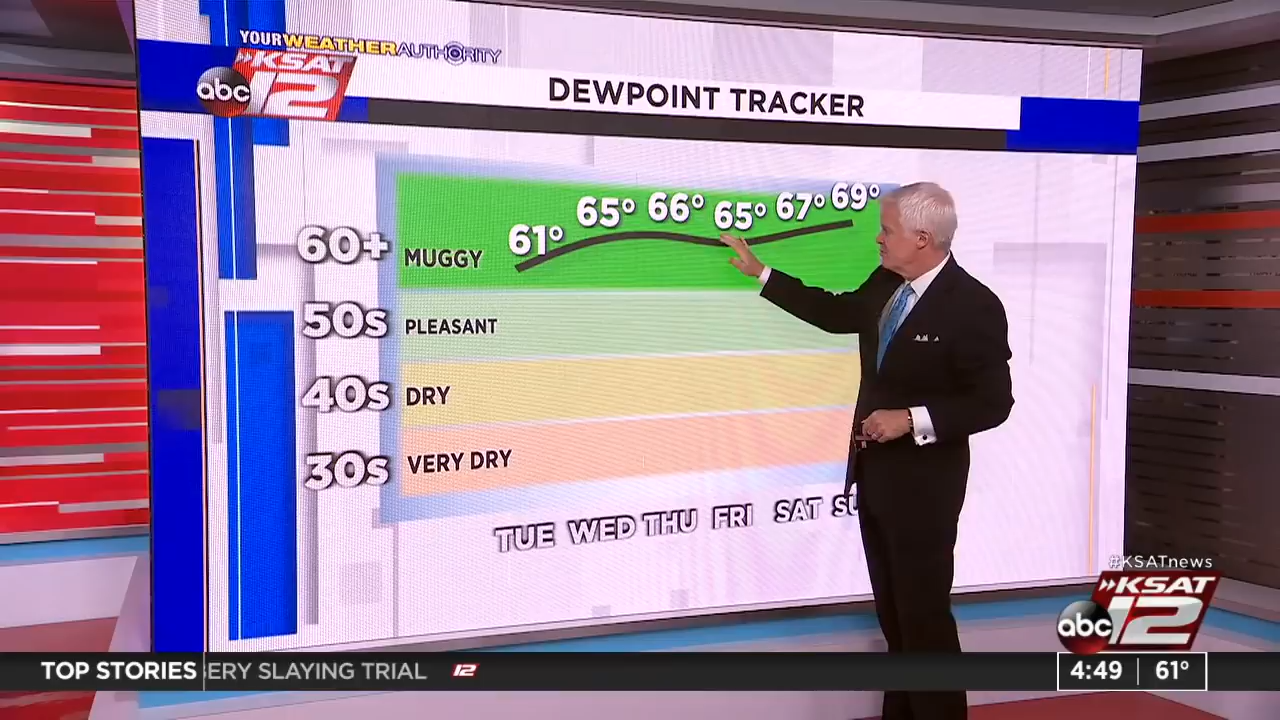 YOUR WEATHER AUTHORITY
abc KSAT 12
DEWPOINT TRACKER
61° 65° 66° 65° 67° 69°
60+ MUGGY
50s PLEASANT
40s DRY
30s VERY DRY
TUE WED THU FRI SAT
#KSATnews
abc KSAT 12
TOP STORIES ERY SLAYING TRIAL 12
4:49 61°